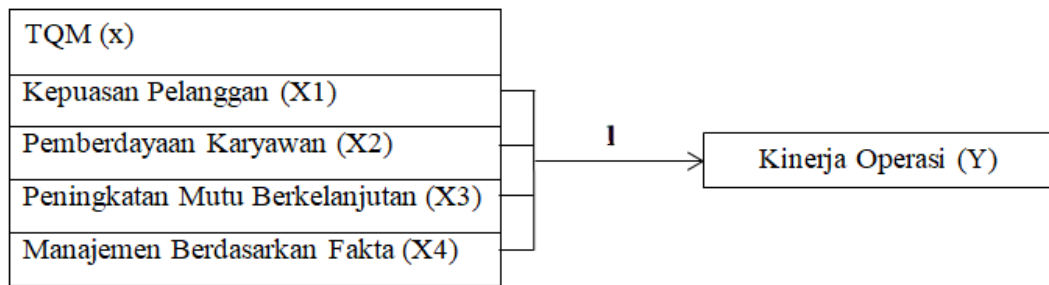 TQM (x)
Kepuasan Pelanggan (X1)
Pemberdayaan Karyawan (X2)
Peningkatan Mutu Berkelanjutan (X3)
Manajemen Berdasarkan Fakta (X4)
1
Kinerja Operasi (Y)